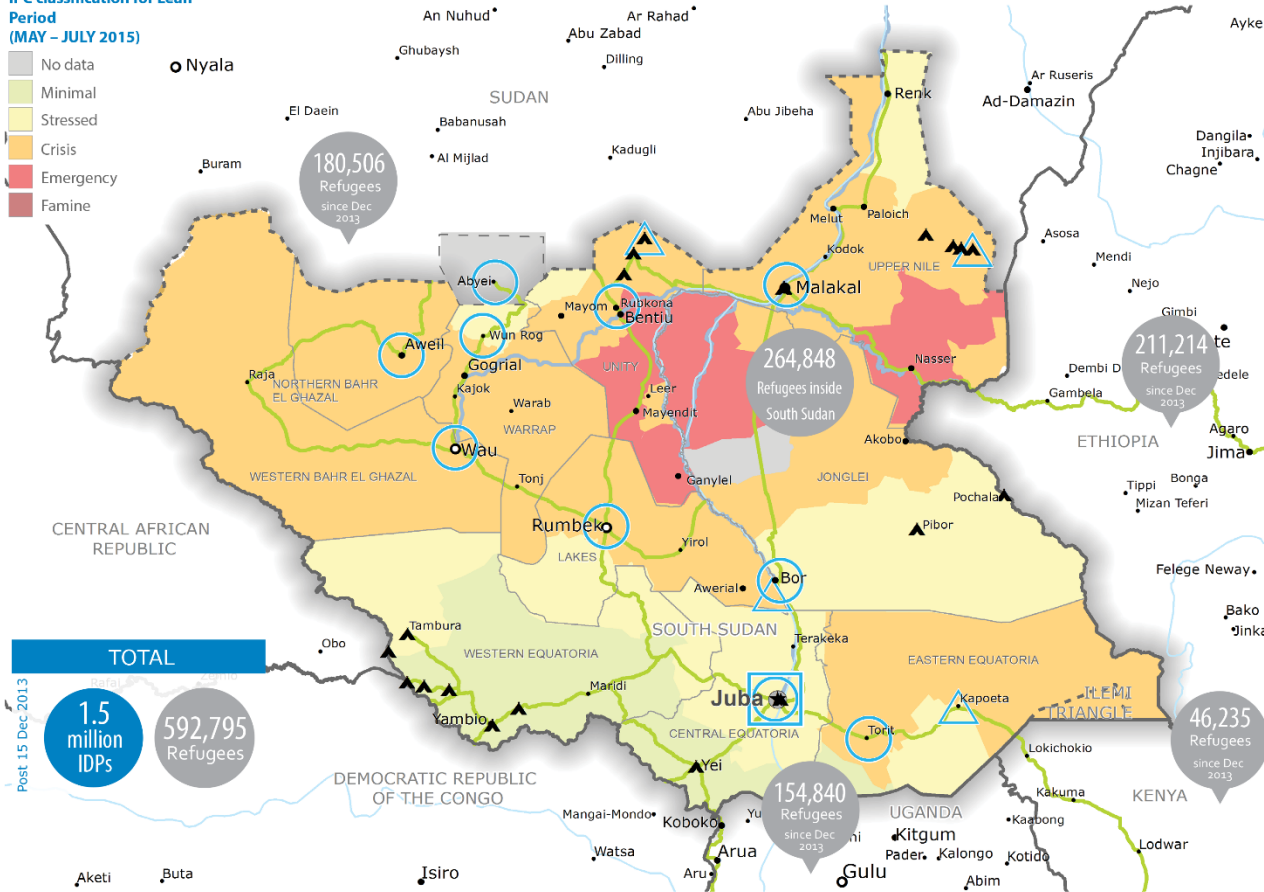 IPC classification for Lean
Period
(MAY – JULY 2015)
No data
Minimal
Stressed
Crisis
Emergency
Famine
An Nuhud
Ar Rahad
Abu Zabad
Ghubaysh
Dilling
Nyala
SUDAN
El Daein
Babanusah
Abu Jibeha
Al Mijlad
Kadugli
Buram
Renk
Ar Ruseris
Ad-Damazin
Dangila
Injibara
Chagne
180,506
Refugees
since Dec
2013
Melut
Paloich
Kodok
UPPER NILE
Asosa
Mendi
Nejo
Gimbi
te
Abyei
Mayom
Rubkona
Bentiu
Malakal
Wun Rog
Aweil
Gogrial
Kajok
Raja
NORTHERN BAHR
EL GHAZAL
Warab
WARRAP
UNITY
Leer
Mayendit
264,848
Refugees inside
South Sudan
Nasser
211,214
Refugees
since Dec
2013
Dembi D
edele
Gambela
Agaro
Jima
ETHIOPIA
Akobo
Wau
WESTERN BAHR EL GHAZAL
Tonj
Ganylel
JONGLEI
Pochala
Tippi
Bonga
Mizan Teferi
CENTRAL AFRICAN
REPUBLIC
Rumbek
Yirol
Pibor
LAKES
Awerial
Bor
Felege Neway
Bako
Jinka
SOUTH SUDAN
Terakeka
Tambura
Obo
WESTERN EQUATORIA
EASTERN EQUATORIA
Maridi
Juba
Kapoeta
ILEMI
TRIANGLE
Yambio
CENTRAL EQUATORIA
Torit
46,235
Refugees
since Dec
2013
Lokichokio
Yei
TOTAL
Post 15 Dec 2013
1.5
million
IDPs
592,795
Refugees
DEMOCRATIC REPUBLIC
OF THE CONGO
154,840
Refugees
since Dec
2013
UGANDA
KENYA
Kakuma
Mangai-Mondo
Koboko
Yu
Kitgum
Kaabong
Watsa
Arua
Pader
Kalongo
Kotido
Lodwar
Aketi
Buta
Isiro
Aru
Gulu
Abim